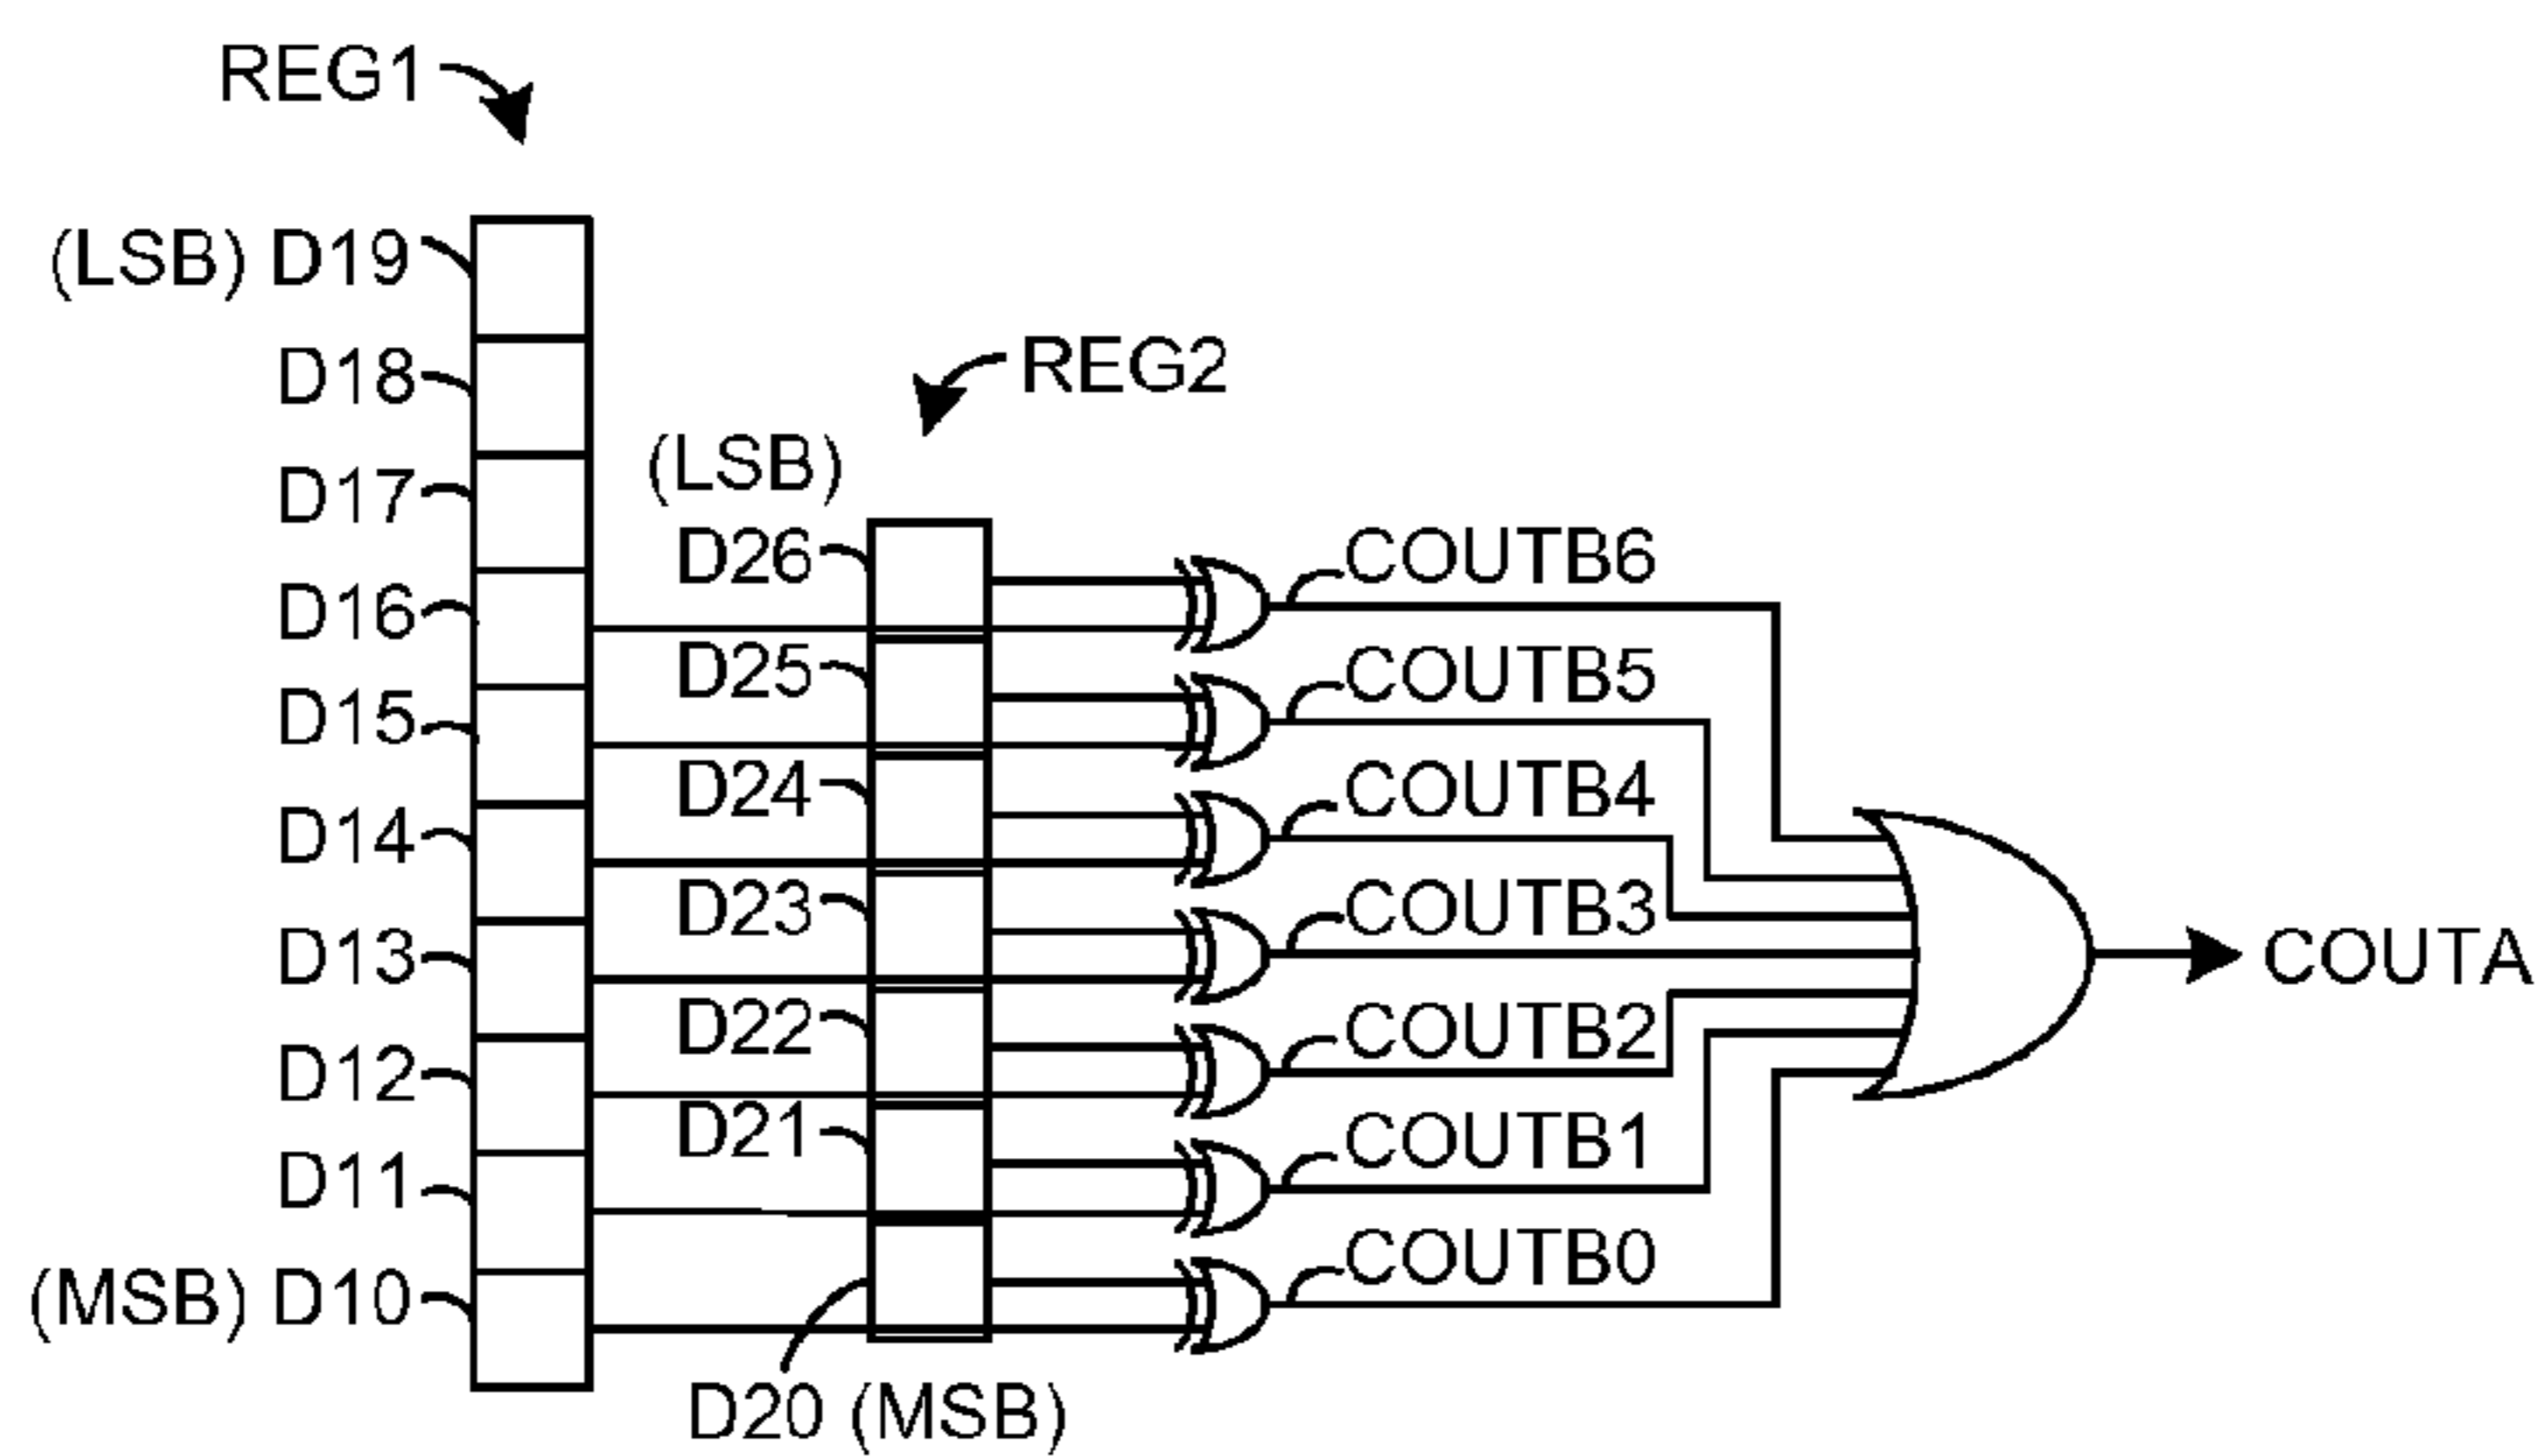 REG1
(LSB) D19
D18
D17
D16
D15
D14
D13
D12
D11
(MSB) D10
REG2
(LSB)
D26
D25
D24
D23
D22
D21
D20 (MSB)
COUTB6
COUTB5
COUTB4
COUTB3
COUTB2
COUTB1
COUTB0
COUTA